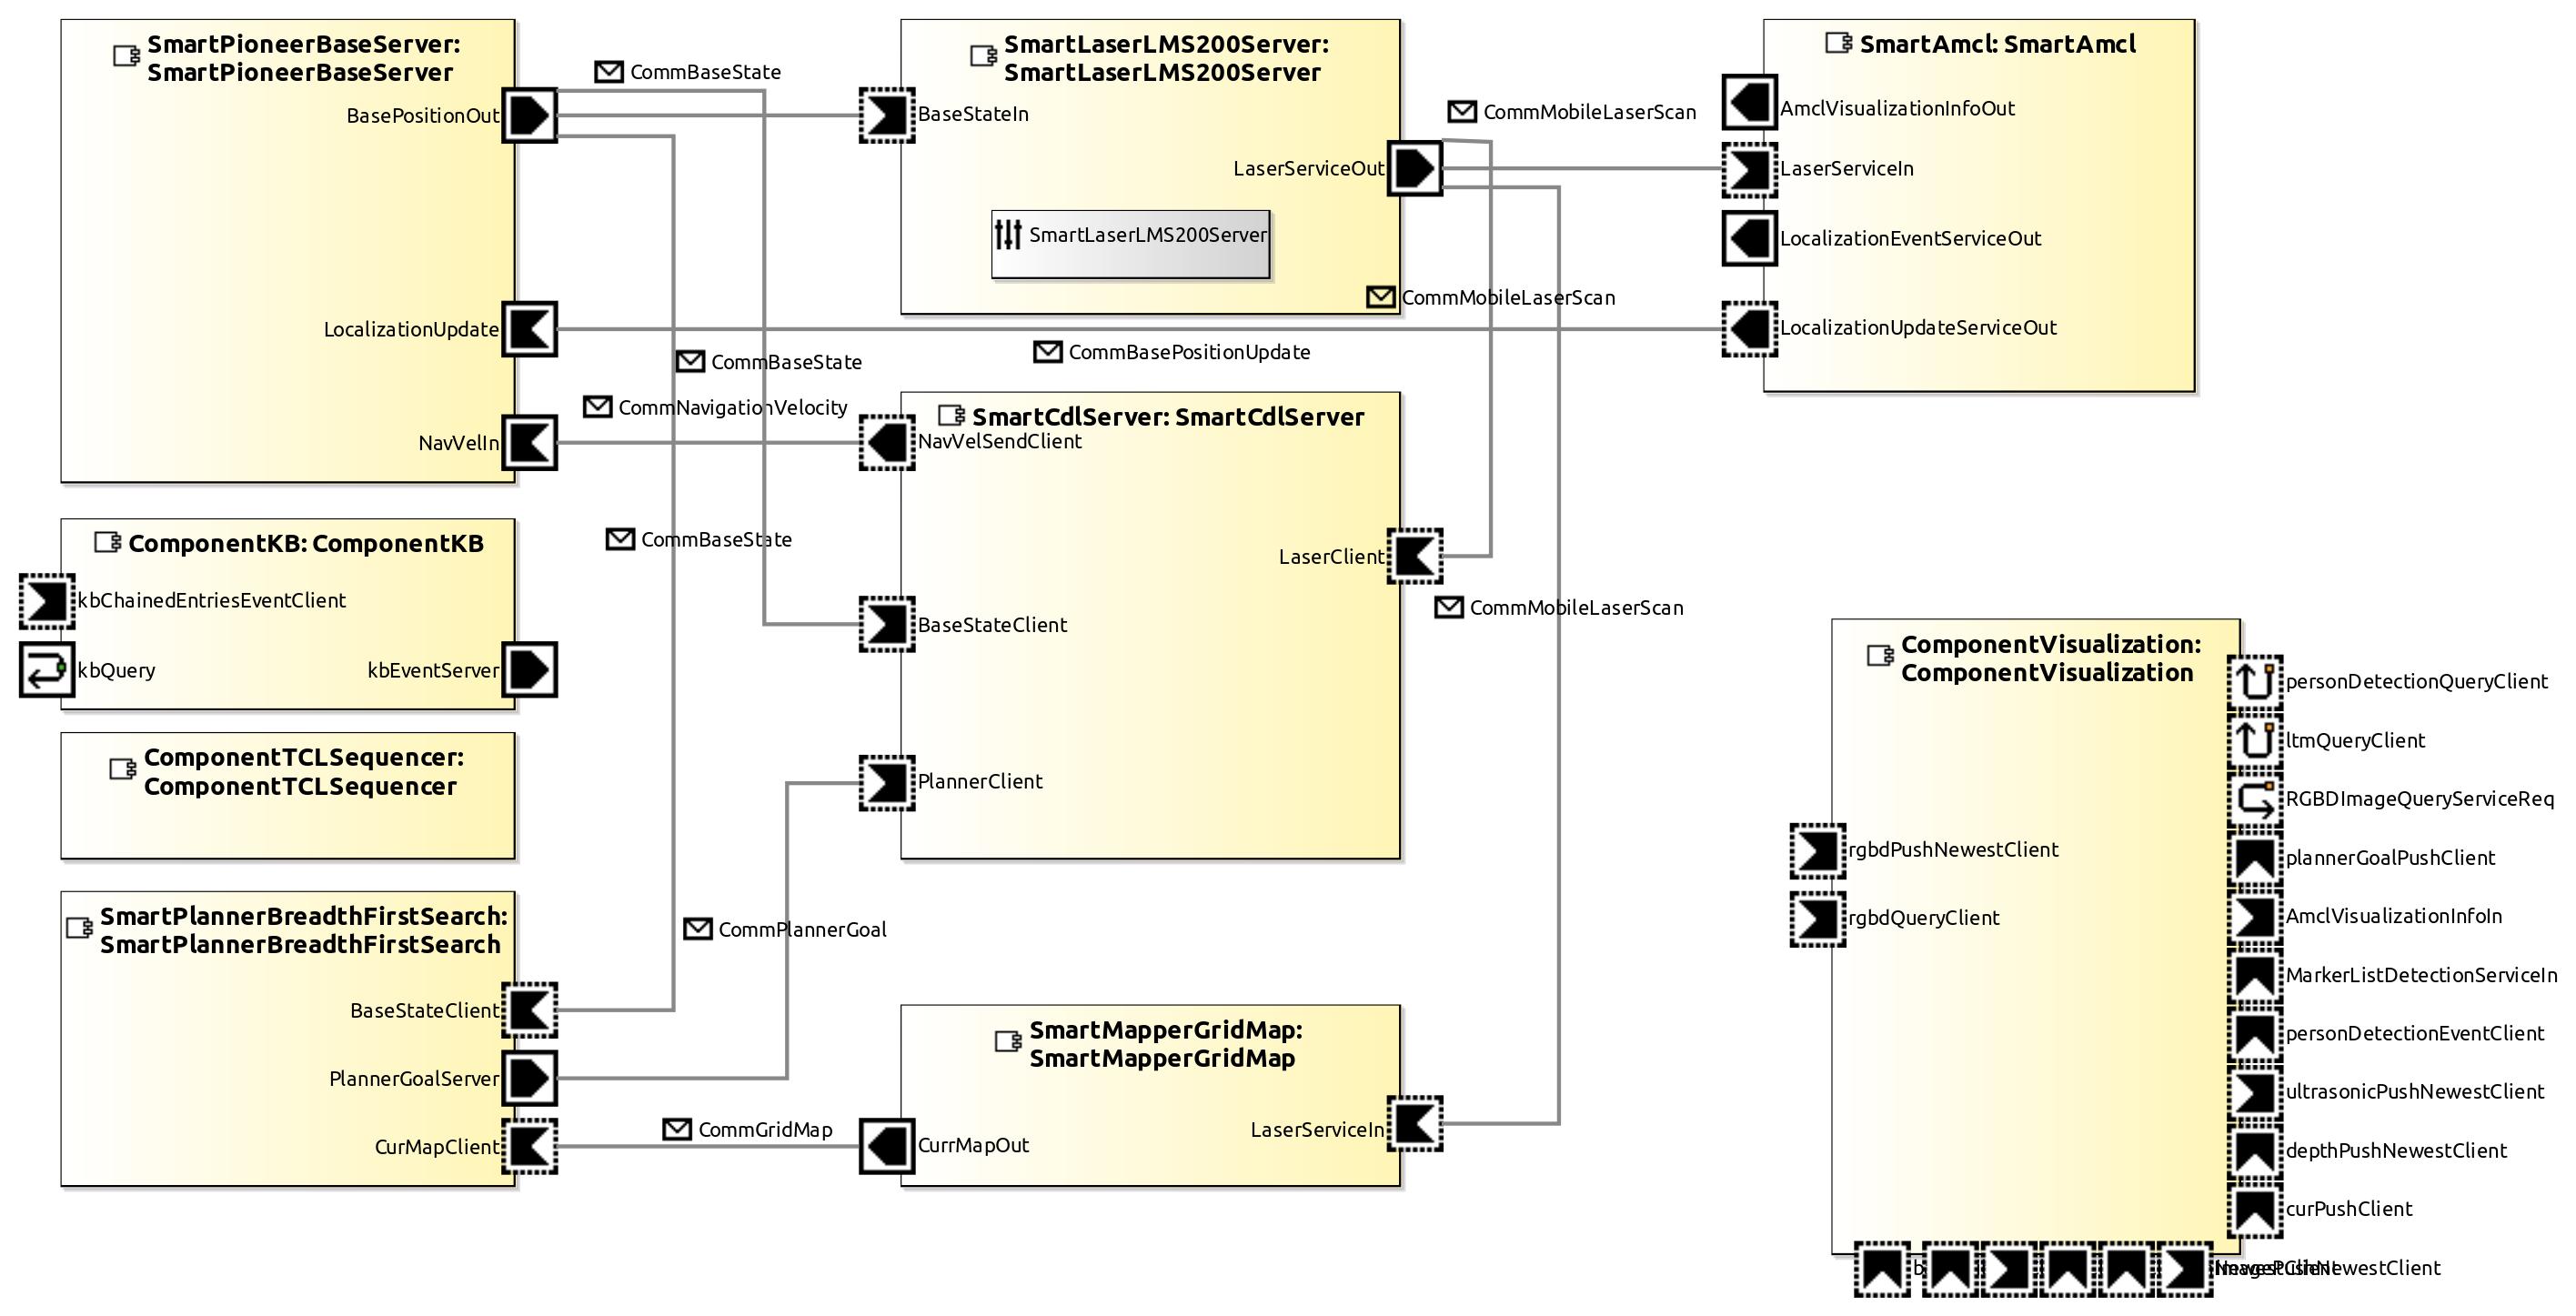 SmartPioneerBaseServer:
SmartPioneerBaseServer
BasePositionOut
LocalizationUpdate
NavVelIn
CommBaseState
SmartLaserLMS200Server:
SmartLaserLMS200Server
BaseStateIn
LaserServiceOut
SmartLaserLMS200Server
CommMobileLaserScan
CommMobileLaserScan
SmartAmcl: SmartAmcl
AmclVisualizationInfoOut
LaserServiceIn
LocalizationEventServiceOut
LocalizationUpdateServiceOut
CommBaseState
CommBasePositionUpdate
CommNavigationVelocity
SmartCdlServer: SmartCdlServer
NavVelSendClient
LaserClient
BaseStateClient
PlannerClient
CommBaseState
CommMobileLaserScan
ComponentKB: ComponentKB
kbChainedEntriesEventClient
kbQuery
kbEventServer
ComponentTCLSequencer:
ComponentTCLSequencer
SmartPlannerBreadthFirstSearch:
SmartPlannerBreadthFirstSearch
BaseStateClient
PlannerGoalServer
CurMapClient
CommPlannerGoal
CommGridMap
SmartMapperGridMap:
SmartMapperGridMap
CurrMapOut
LaserServiceIn
ComponentVisualization:
ComponentVisualization
rgbdPushNewestClient
rgbdQueryClient
personDetectionQueryClient
ltmQueryClient
RGBDImageQueryServiceReq
plannerGoalPushClient
AmclVisualizationInfoIn
MarkerListDetectionServiceIn
personDetectionEventClient
ultrasonicPushNewestClient
depthPushNewestClient
curPushClient